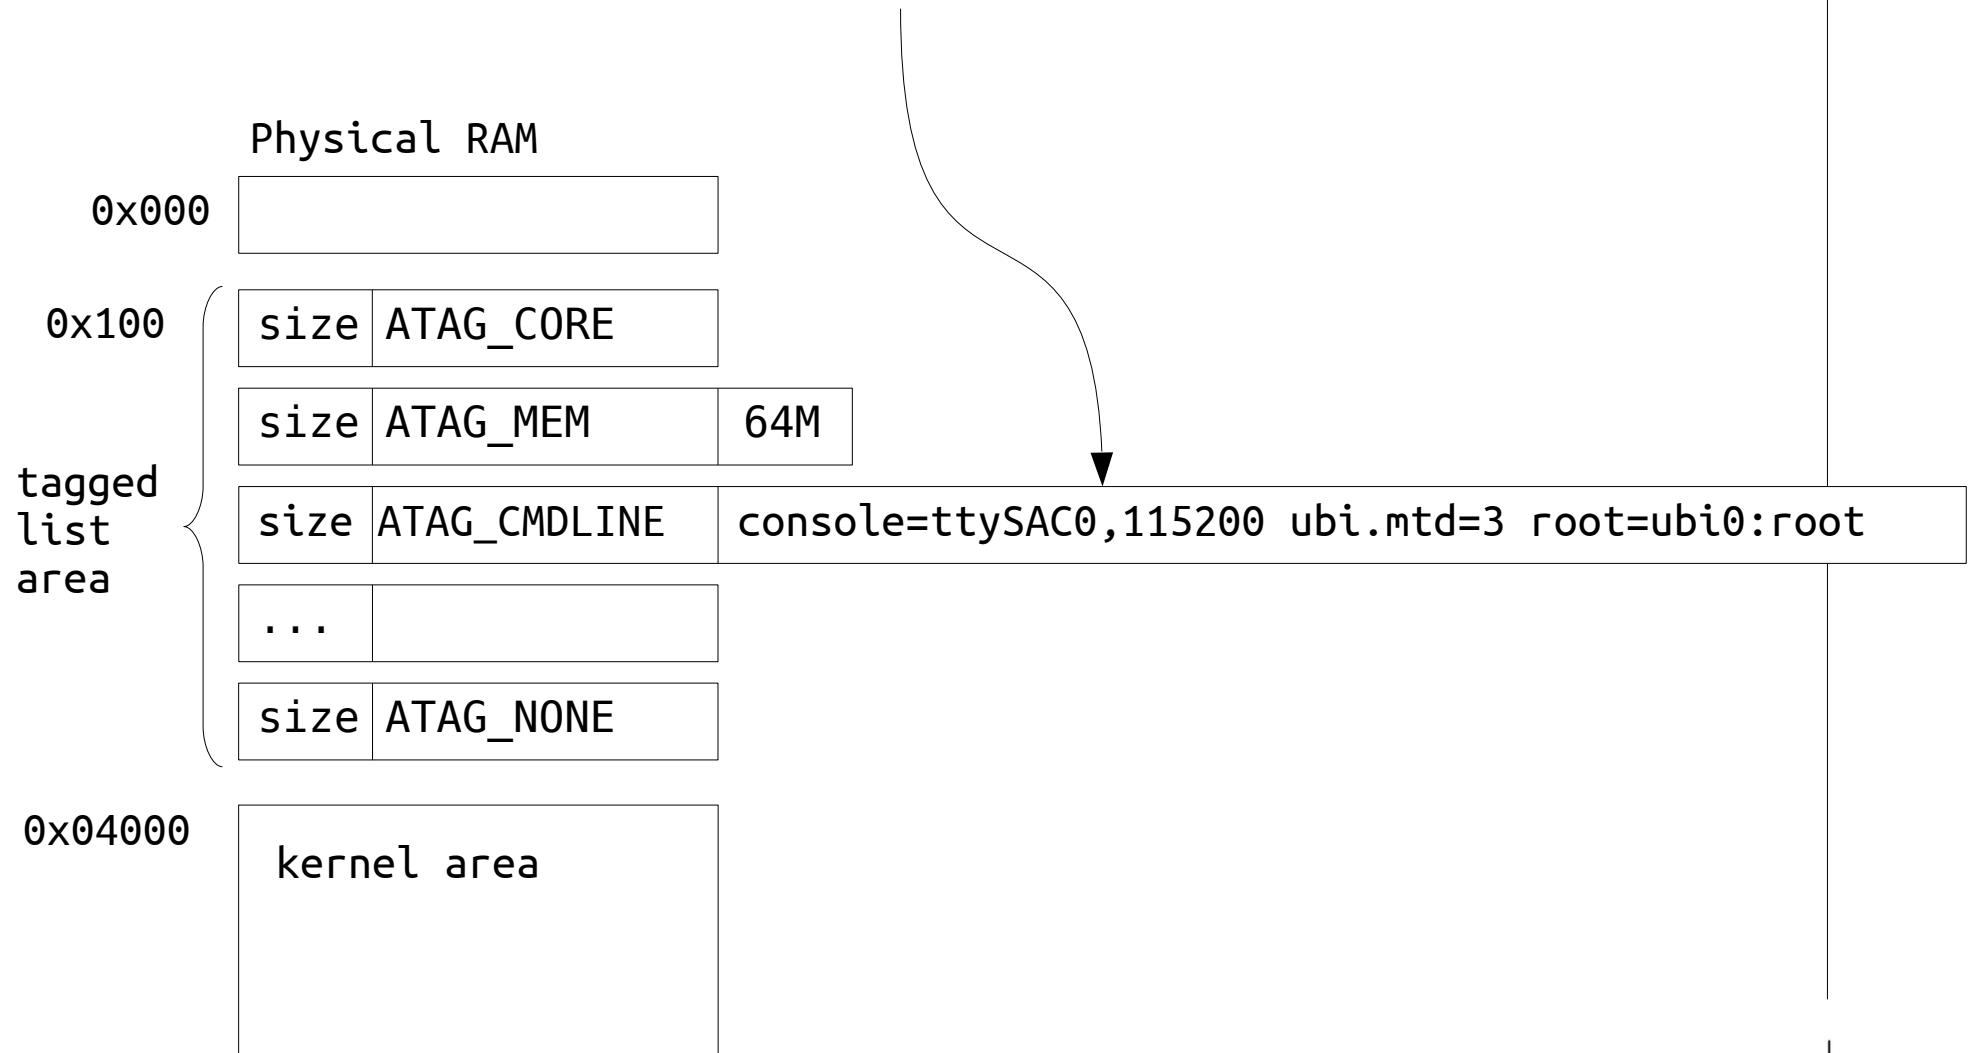 Physical RAM
0x000
0x100
size ATAG_CORE
size ATAG_MEM 64M
tagged
list
area
size ATAG_CMDLINE console=ttySAC0,115200 ubi.mtd=3 root=ubi0:root
...
size ATAG_NONE
0x04000
kernel area